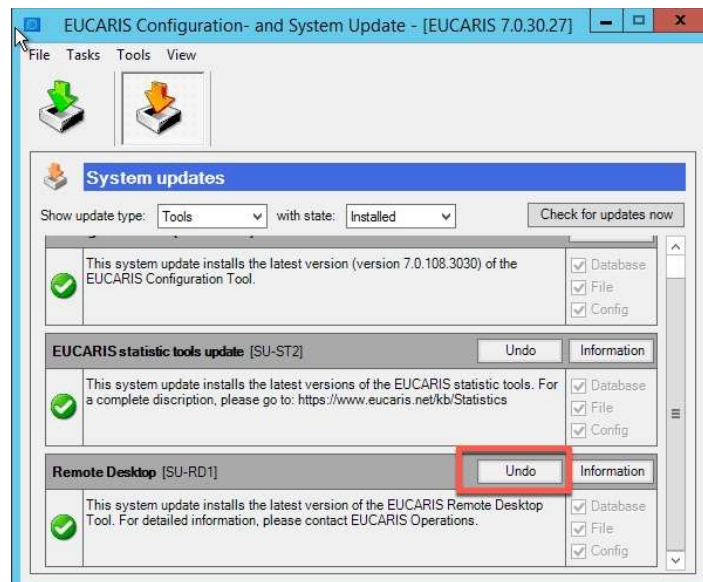 EUCARIS Configuration- and System Update - [EUCARIS 7.0.30.27]
File Tasks Tools View
System updates
Show update type: Tools with state: Installed Check for updates now
This system update installs the latest version (version 7.0.108.3030) of the
EUCARIS Configuration Tool.
Database
File
Config
EUCARIS statistic tools update [SU-ST2] Undo Information
This system update installs the latest versions of the EUCARIS statistic tools. For
a complete discription, please go to: https://www.eucaris.net/kb/Statistics
Database
File
Config
Remote Desktop [SU-RD1] Undo Information
This system update installs the latest version of the EUCARIS Remote Desktop
Tool. For detailed information, please contact EUCARIS Operations.
Database
File
Config